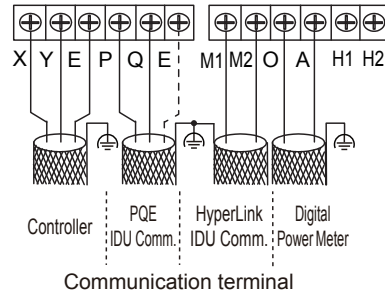 X Y E P Q E M1 M2 O A H1 H2
Controller
PQE
IDU Comm.
HyperLink
IDU Comm.
Digital
Power Meter
Communication terminal